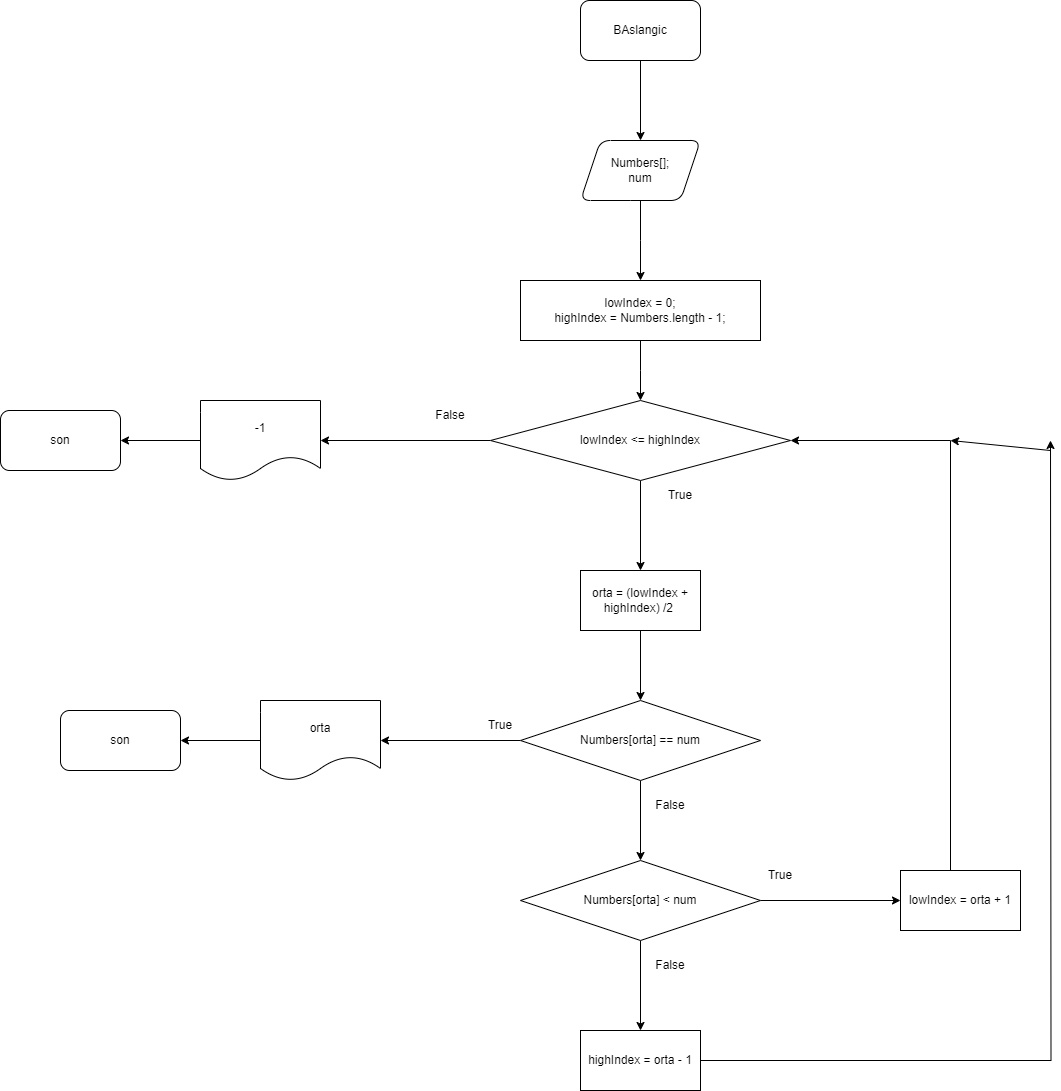 BAslangic
Numbers[];
num
lowIndex = 0;
highIndex = Numbers.length - 1;
False
-1
son
lowIndex <= highIndex
True
orta = (lowIndex +
highIndex) /2
True
orta
son
Numbers[orta] == num
False
True
Numbers[orta] < num
lowIndex = orta + 1
False
highIndex = orta - 1